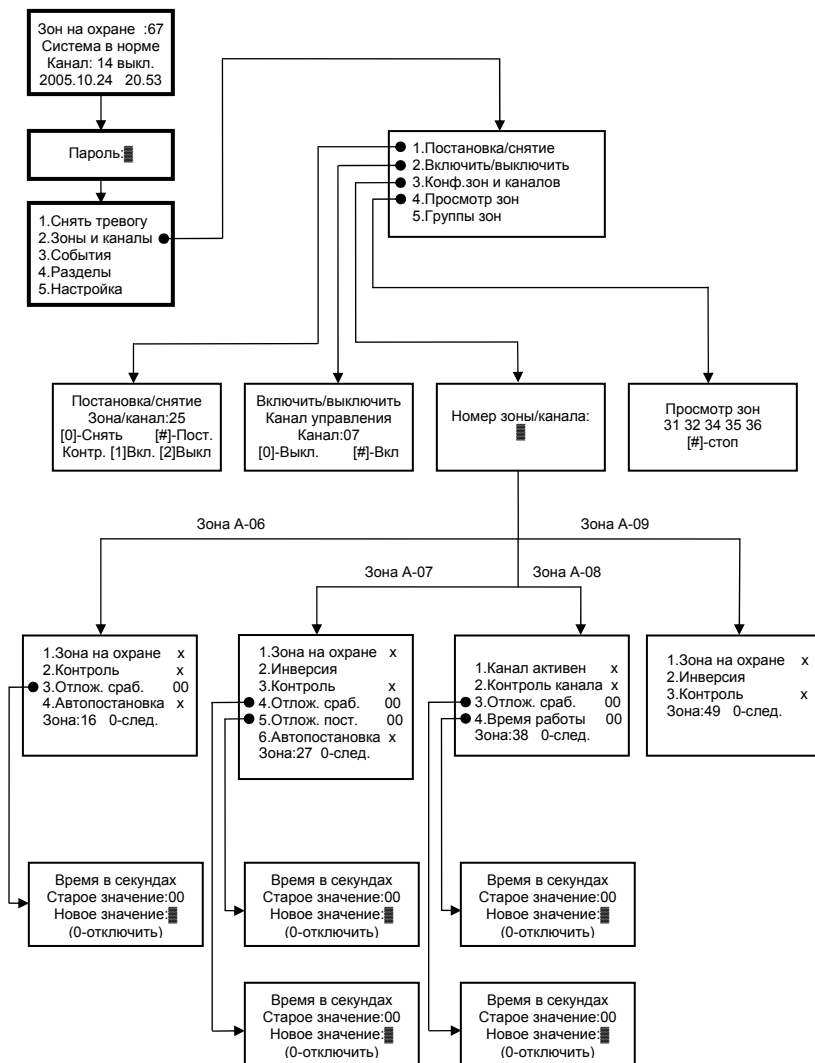 Зон на охране :67
Система в норме
Канал: 14 выкл.
2005.10.24 20.53
Пароль:
1.Снять тревогу
2.Зоны и каналы
3.События
4.Разделы
5.Настройка
1.Постановка/снятие
2.Включить/выключить
3.Конф.зон и каналов
4.Просмотр зон
5.Группы зон
Постановка/снятие
Зона/канал:25
[0]-Снять [#]-Пост.
Контр. [1]Вкл. [2]Выкл
Включить/выключить
Канал управления
Канал:07
[0]-Выкл. [#]-Вкл
Номер зоны/канала:
Просмотр зон
31 32 34 35 36
[#]-стоп
Зона А-06
Зона А-09
Зона А-07
Зона А-08
1.Зона на охране x
2.Контроль x
3.Отлож. сраб. 00
4.Автопостановка x
Зона:16 0-след.
1.Зона на охране x
2.Инверсия
3.Контроль x
4.Отлож. сраб. 00
5.Отлож. пост. 00
6.Автопостановка x
Зона:27 0-след.
1.Канал активен x
2.Контроль канала x
3.Отлож. сраб. 00
4.Время работы 00
Зона:38 0-след.
1.Зона на охране x
2.Инверсия
3.Контроль x
Зона:49 0-след.
Время в секундах
Старое значение:00
Новое значение:
(0-отключить)
Время в секундах
Старое значение:00
Новое значение:
(0-отключить)
Время в секундах
Старое значение:00
Новое значение:
(0-отключить)
Время в секундах
Старое значение:00
Новое значение:
(0-отключить)
Время в секундах
Старое значение:00
Новое значение:
(0-отключить)